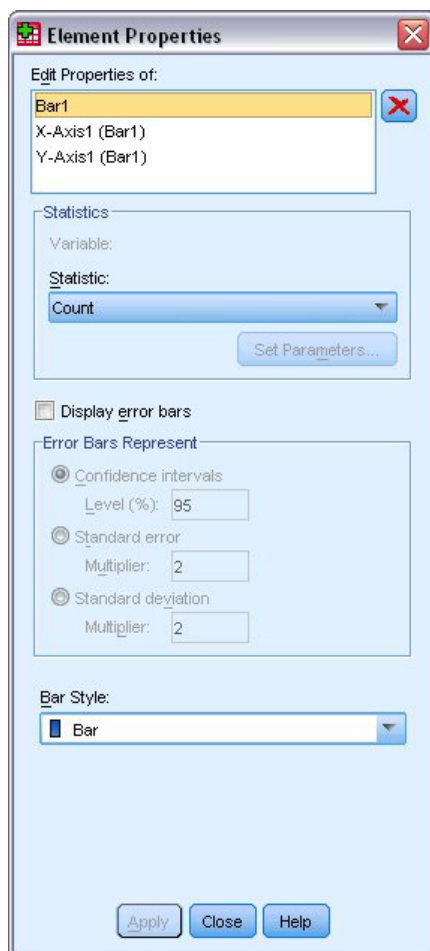 Element Properties
Edit Properties of:
Bar1
X-Axis1 (Bar1)
Y-Axis1 (Bar1)
Statistics
Variable:
Statistic:
Count
Set Parameters...
Display error bars
Error Bars Represent
Confidence intervals
Level (%): 95
Standard error
Multiplier: 2
Standard deviation
Multiplier: 2
Bar Style:
Bar
Apply Close Help